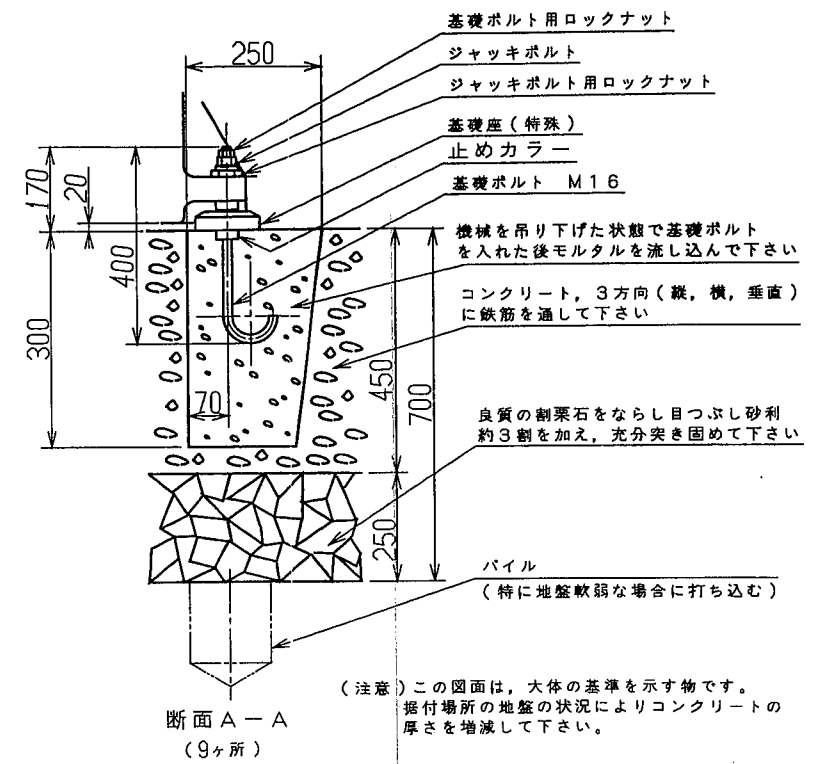 基礎ボルト用ロックナット
250
ジャッキボルト
ジャッキボルト用ロックナット
基礎座(特殊)
止めカラー
基礎ボルト M16
170
20
400
300
機械を吊り下げた状態で基礎ボルト
を入れた後モルタルを流し込んで下さい
コンクリート,3方向(縦,横,垂直)
に鉄筋を通して下さい
70
450
700
良質の割栗石をならし目つぶし砂利
約3割を加え,充分突き固めて下さい
250
パイル
(特に地盤軟弱な場合に打ち込む)
(注意)この図面は,大体の基準を示す物です。
据付場所の地盤の状況によりコンクリートの
厚さを増減して下さい。
断面A-A
(9ヶ所)